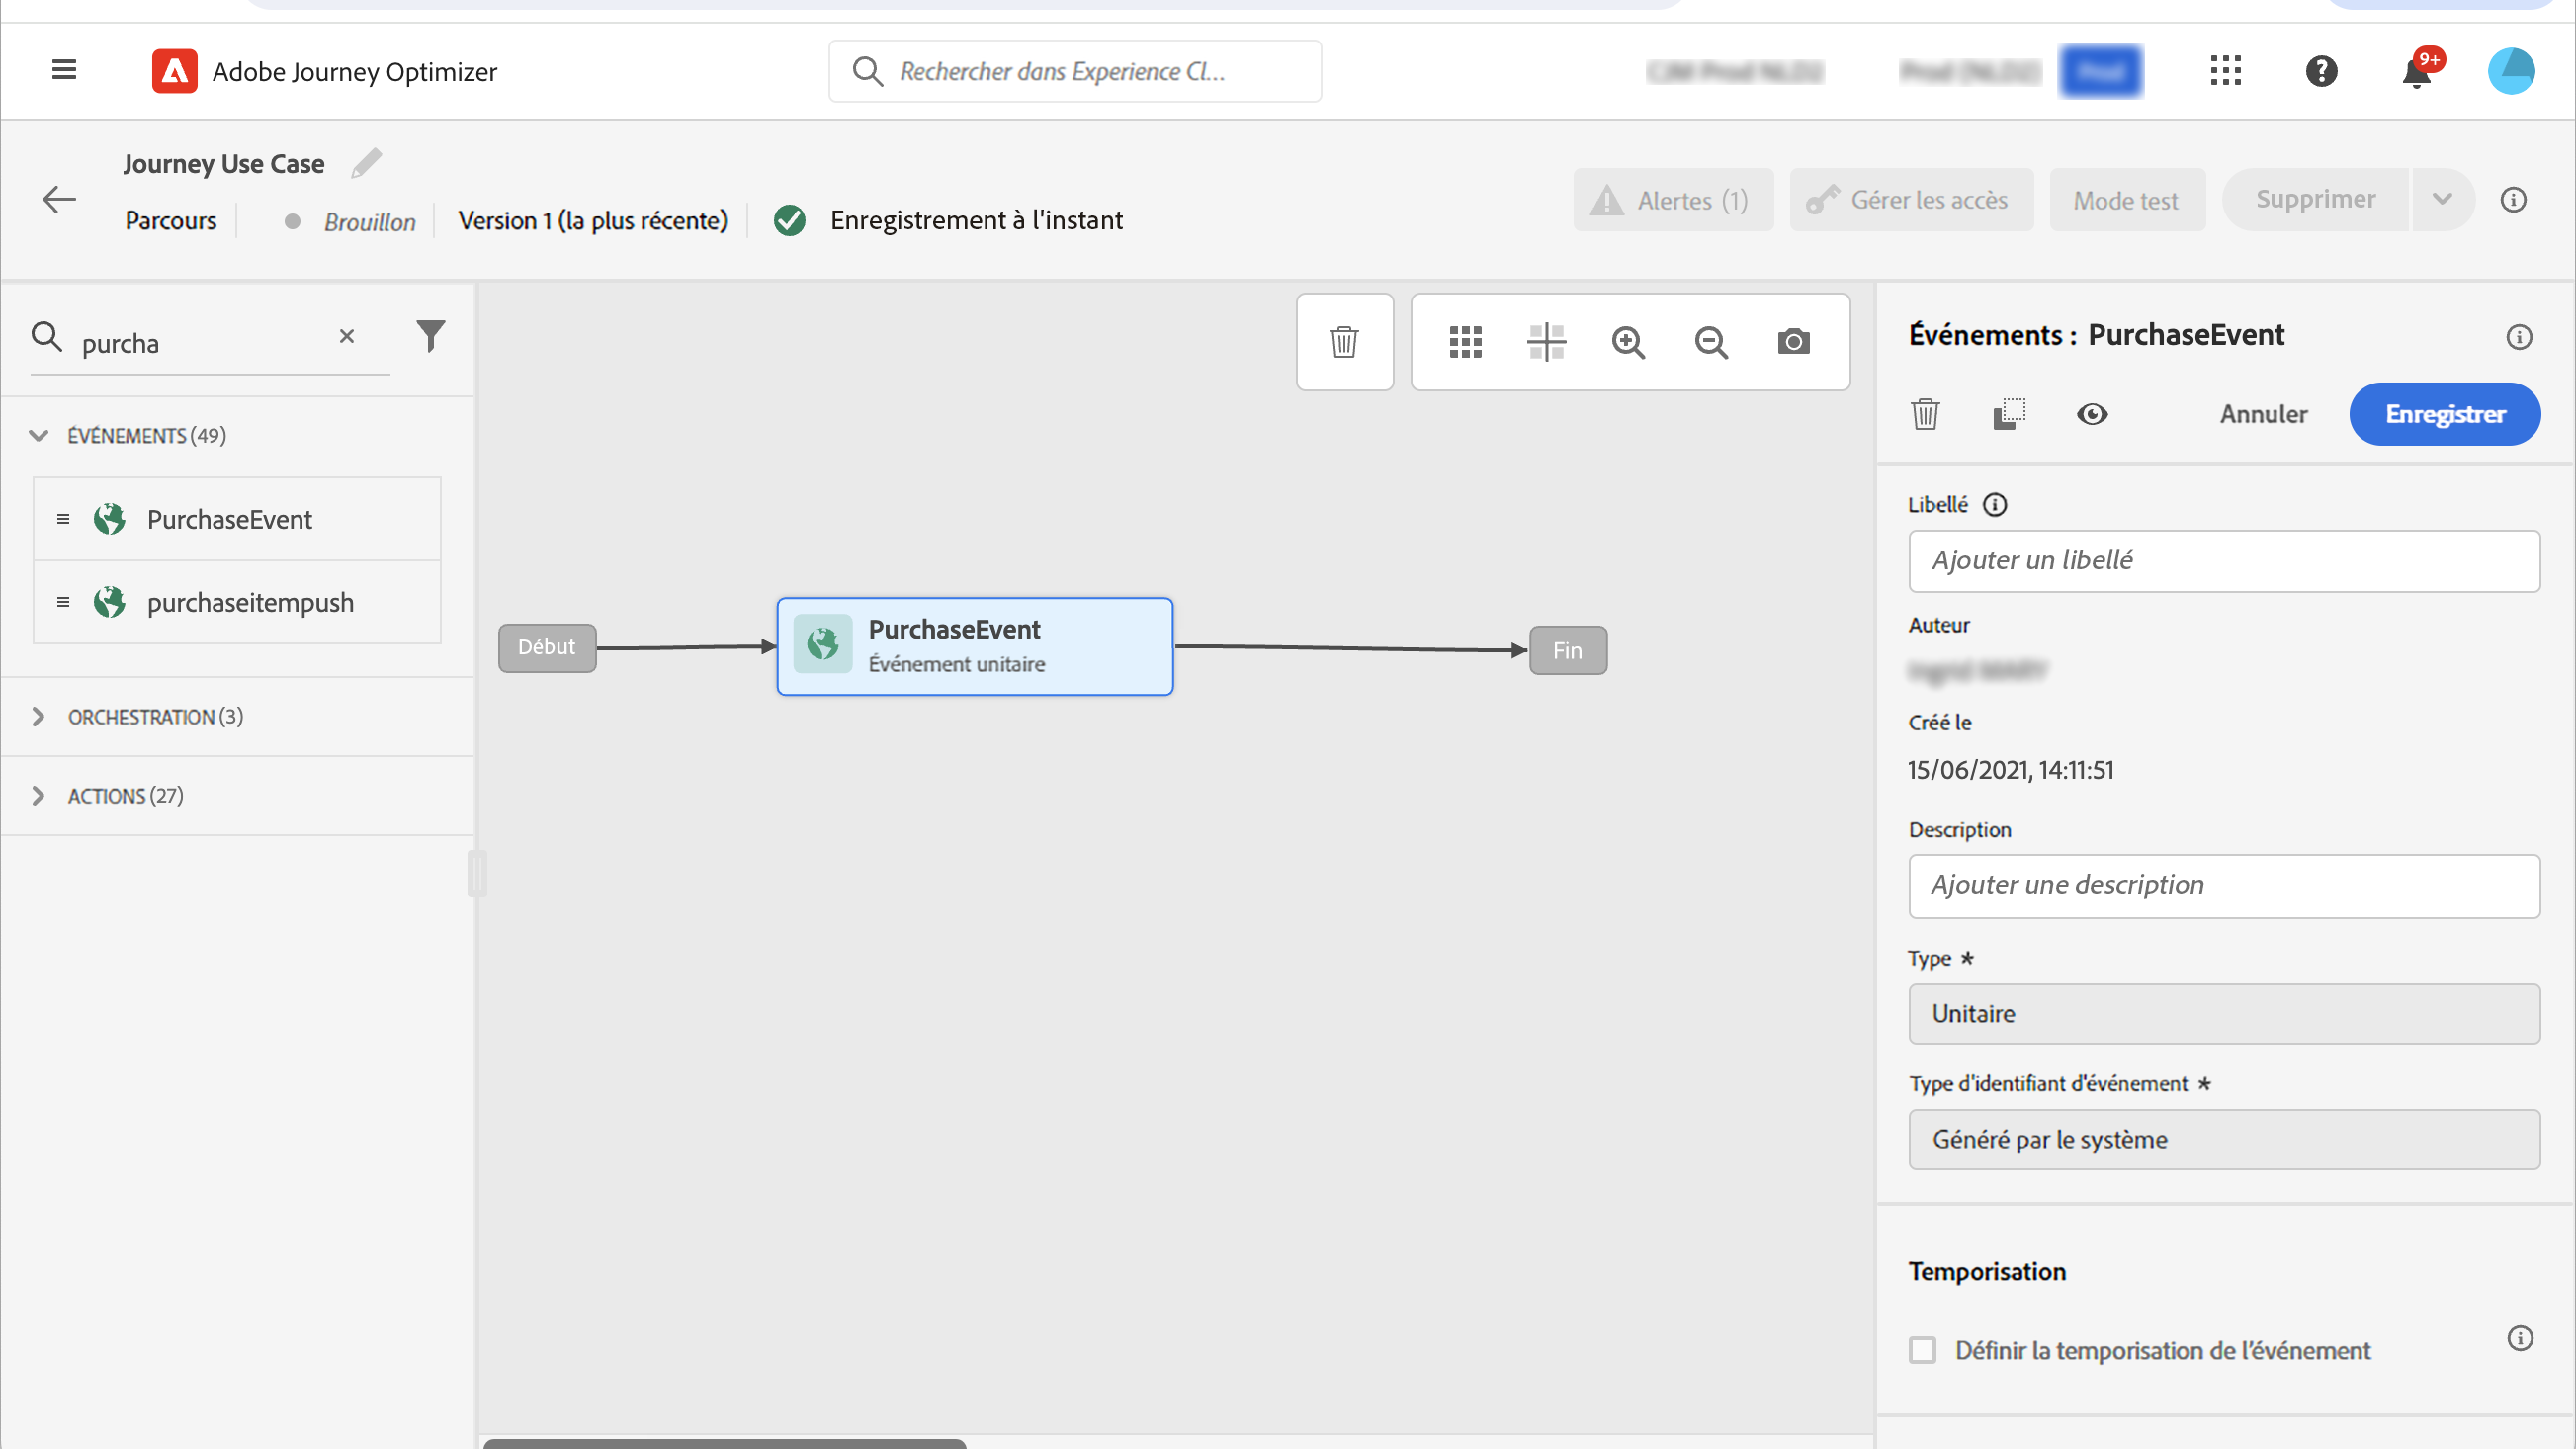 Adobe Journey Optimizer
Rechercher dans Experience Cl...
9+
Journey Use Case
Parcours
Brouillon
Version 1 (la plus récente)
Enregistrement à l'instant
Alertes (1)
Gérer les accès
Mode test
Supprimer
purcha
ÉVÉNEMENTS (49)
PurchaseEvent
purchaseitempush
ORCHESTRATION (3)
ACTIONS (27)
Début
PurchaseEvent
Événement unitaire
Fin
Événements : PurchaseEvent
Annuler
Enregistrer
Libellé
Ajouter un libellé
Auteur
Créé le
15/06/2021, 14:11:51
Description
Ajouter une description
Type *
Unitaire
Type d'identifiant d'événement *
Généré par le système
Temporisation
Définir la temporisation de l’événement